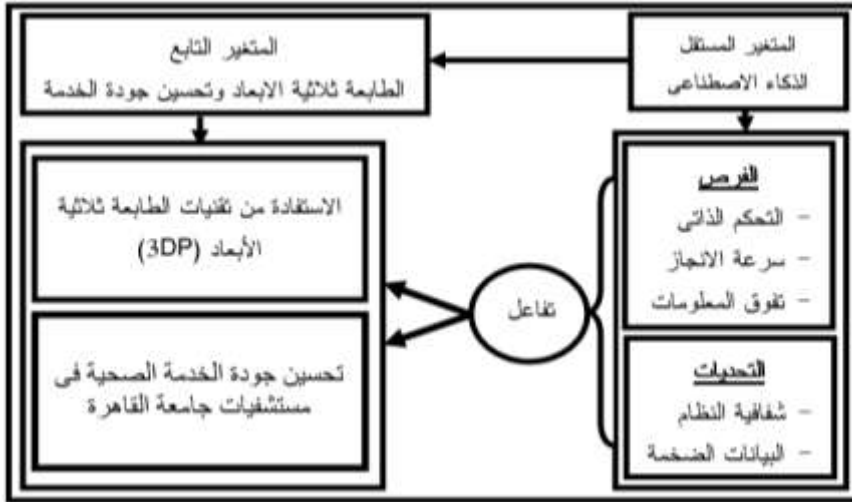 المتغير المستقل
الذكاء الاصطناعى
المتغير التابع
الطابعة ثلاثية الابعاد وتحسين جودة الخدمة
الفرص
- التحكم الذاتى
- سرعة الانجاز
- تفوق المعلومات
التحديات
- شفافية النظام
- البيانات الضخمة
تفاعل
الاستفادة من تقنيات الطابعة ثلاثية
الأبعاد (3DP)
تحسين جودة الخدمة الصحية فى
مستشفيات جامعة القاهرة